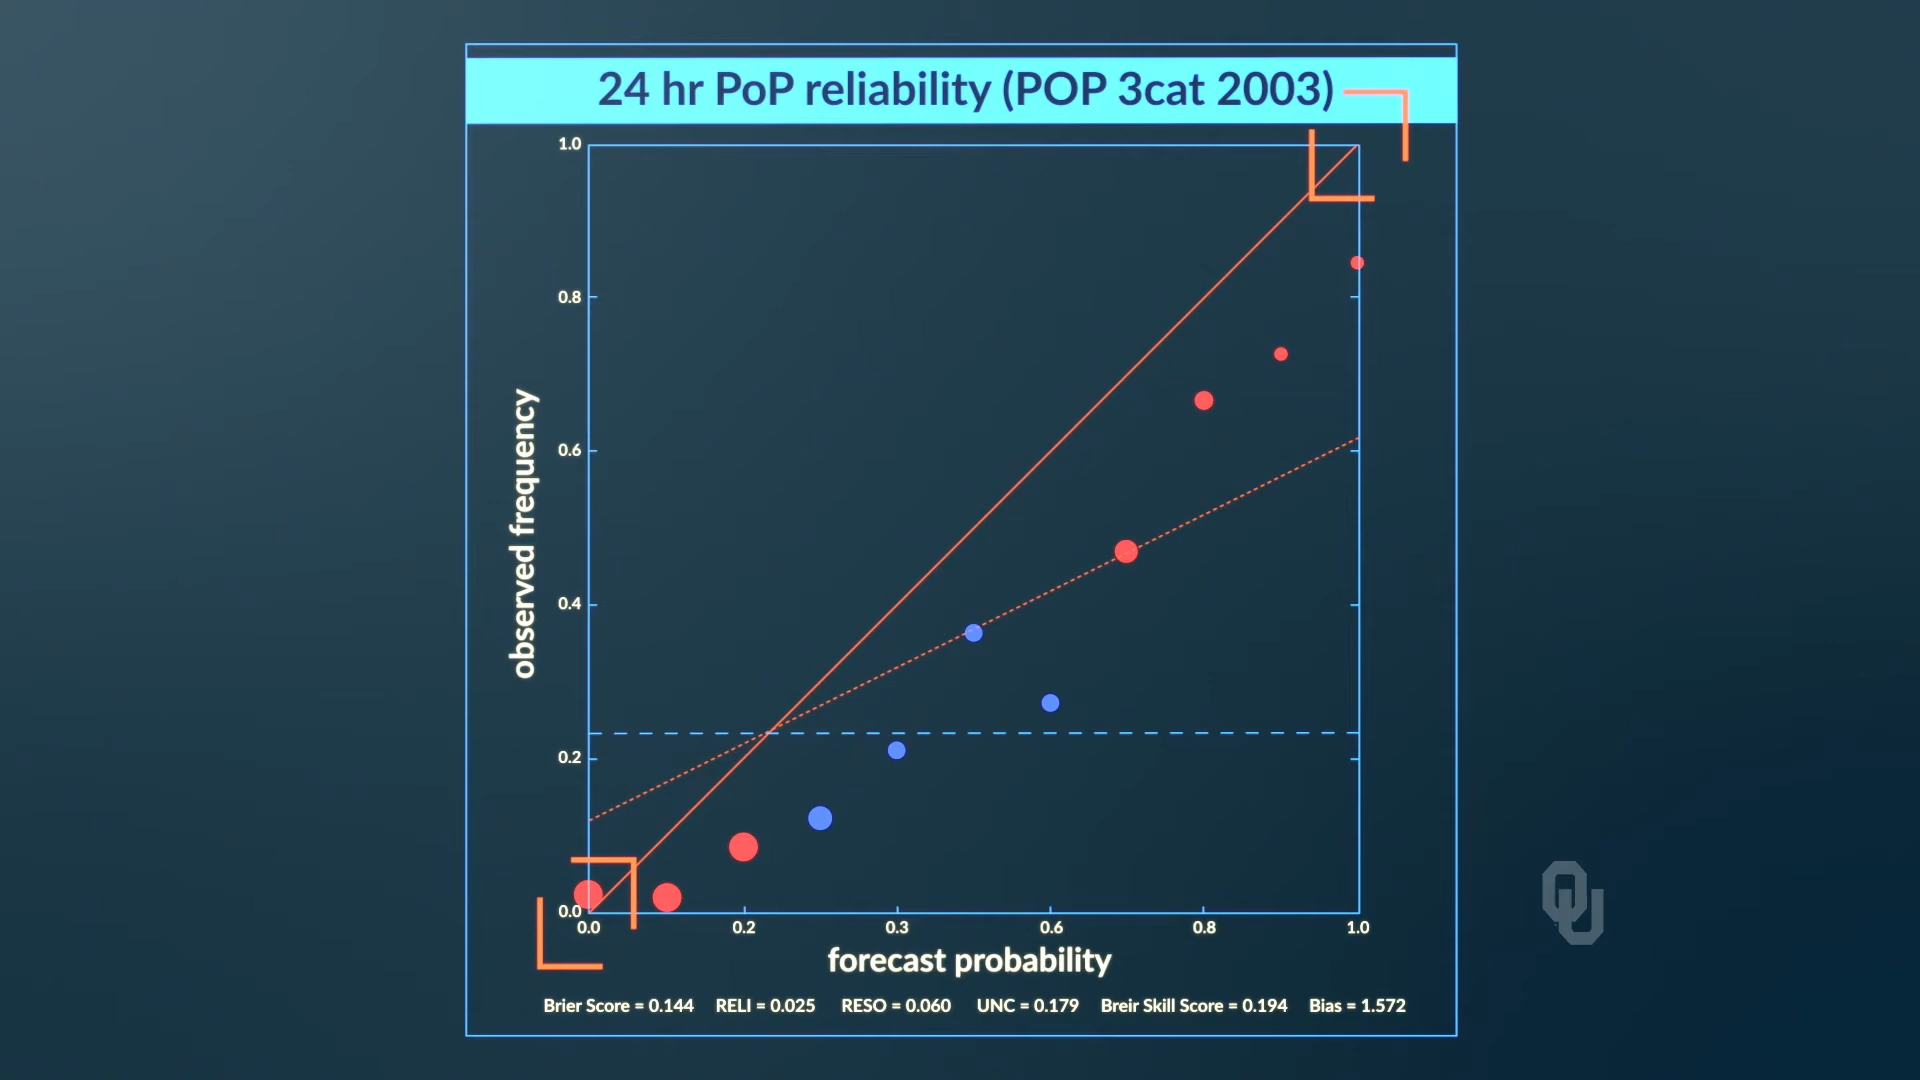 24 hr PoP reliability (POP 3cat 2003)
1.0
0.8
0.6
0.4
0.2
0.0
observed frequency
0.0 0.2 0.3 0.6 0.8 1.0
forecast probability
Brier Score = 0.144 RELI = 0.025 RESO = 0.060 UNC = 0.179 Breir Skill Score = 0.194 Bias = 1.572
OU